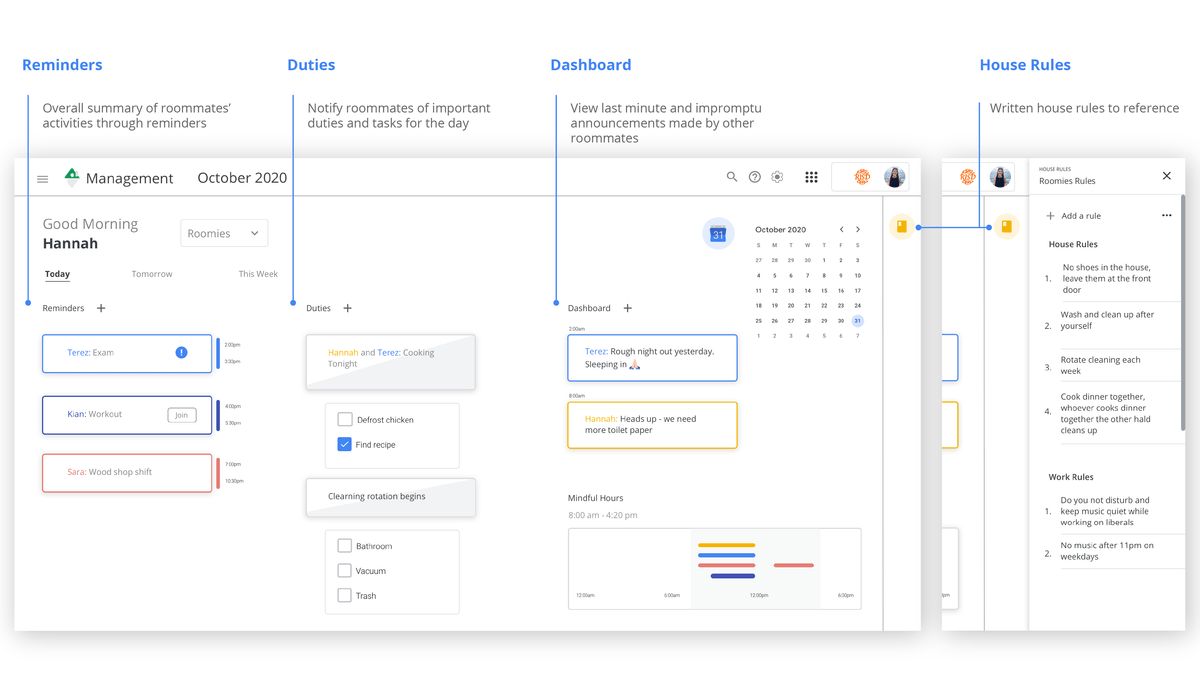 Reminders
Overall summary of roommates’
activities through reminders
Duties
Notify roommates of important
duties and tasks for the day
Dashboard
View last minute and impromptu
announcements made by other
roommates
House Rules
Written house rules to reference
Management
October 2020
RISD
Good Morning
Hannah
Roomies
Today
Tomorrow
This Week
31
October 2020
S M T W T F S
27 28 29 30 1 2 3
4 5 6 7 8 9 10
11 12 13 14 15 16 17
18 19 20 21 22 23 24
25 26 27 28 29 30 31
1 2 3 4 5 6 7
Reminders +
Terez: Exam
!
2:00pm
3:30pm
Kian: Workout
Join
4:00pm
5:30pm
Sara: Wood shop shift
7:00pm
10:30pm
Duties +
Hannah and Terez: Cooking
Tonight
Defrost chicken
Find recipe
Clearning rotation begins
Bathroom
Vacuum
Trash
Dashboard +
2:00am
Terez: Rough night out yesterday.
Sleeping in 🙏🏻
8:00am
Hannah: Heads up - we need
more toilet paper
Mindful Hours
8:00 am - 4:20 pm
12:00am
6:00am
12:00pm
6:30pm
RISD
pm
HOUSE RULES
Roomies Rules
+ Add a rule
House Rules
1. No shoes in the house,
leave them at the front
door
2. Wash and clean up after
yourself
3. Rotate cleaning each
week
4. Cook dinner together,
whoever cooks dinner
together the other hald
cleans up
Work Rules
1. Do you not disturb and
keep music quiet while
working on liberals
2. No music after 11pm on
weekdays